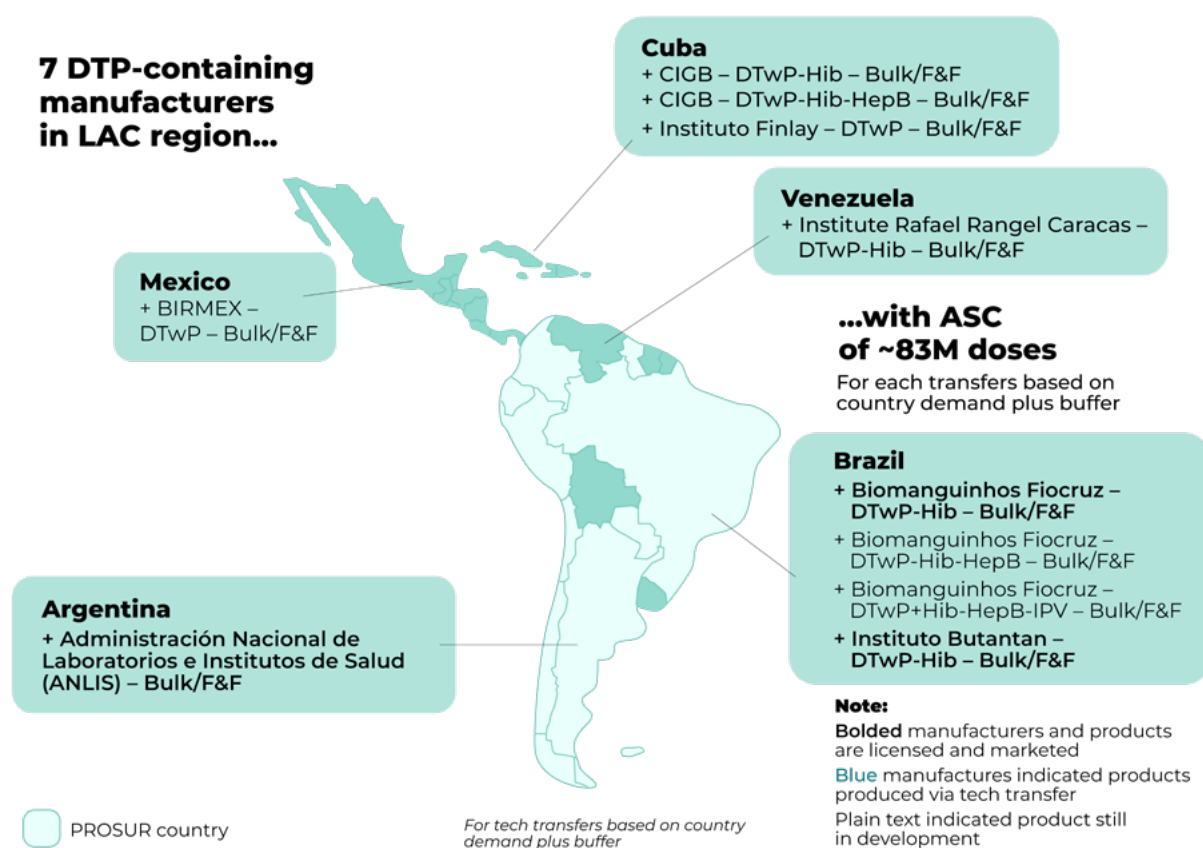 7 DTP-containing
manufacturers
in LAC region...
Cuba
+ CIGB – DTwP-Hib – Bulk/F&F
+ CIGB – DTwP-Hib-HepB – Bulk/F&F
+ Instituto Finlay – DTwP – Bulk/F&F
Venezuela
+ Institute Rafael Rangel Caracas –
DTwP-Hib – Bulk/F&F
Mexico
+ BIRMEX –
DTwP – Bulk/F&F
...with ASC
of ~83M doses
For each transfers based on
country demand plus buffer
Brazil
+ Biomanguinhos Fiocruz –
DTwP-Hib – Bulk/F&F
+ Biomanguinhos Fiocruz –
DTwP-Hib-HepB – Bulk/F&F
+ Biomanguinhos Fiocruz –
DTwP+Hib-HepB-IPV – Bulk/F&F
+ Instituto Butantan –
DTwP-Hib – Bulk/F&F
Argentina
+ Administración Nacional de
Laboratorios e Institutos de Salud
(ANLIS) – Bulk/F&F
Note:
Bolded manufacturers and products
are licensed and marketed
Blue manufactures indicated products
produced via tech transfer
Plain text indicated product still
in development
PROSUR country
For tech transfers based on country
demand plus buffer